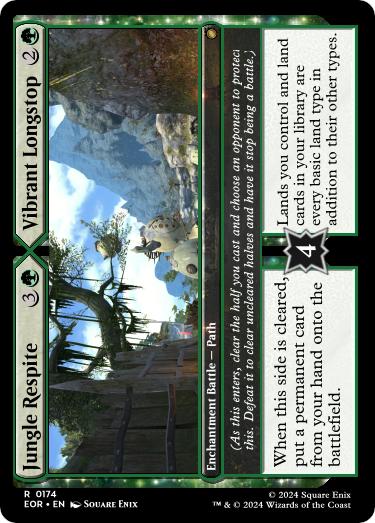 Jungle Respite 3
Vibrant Longstop 2
Enchantment Battle — Path
(As this enters, clear the half you cast and choose an opponent to protect
this. Defeat it to clear uncleared halves and have it stop being a battle.)
When this side is cleared,
put a permanent card
from your hand onto the
battlefield.
4
Lands you control and land
cards in your library are
every basic land type in
addition to their other types.
R 0174
EOR • EN SQUARE ENIX
© 2024 Square Enix
™ & © 2024 Wizards of the Coast